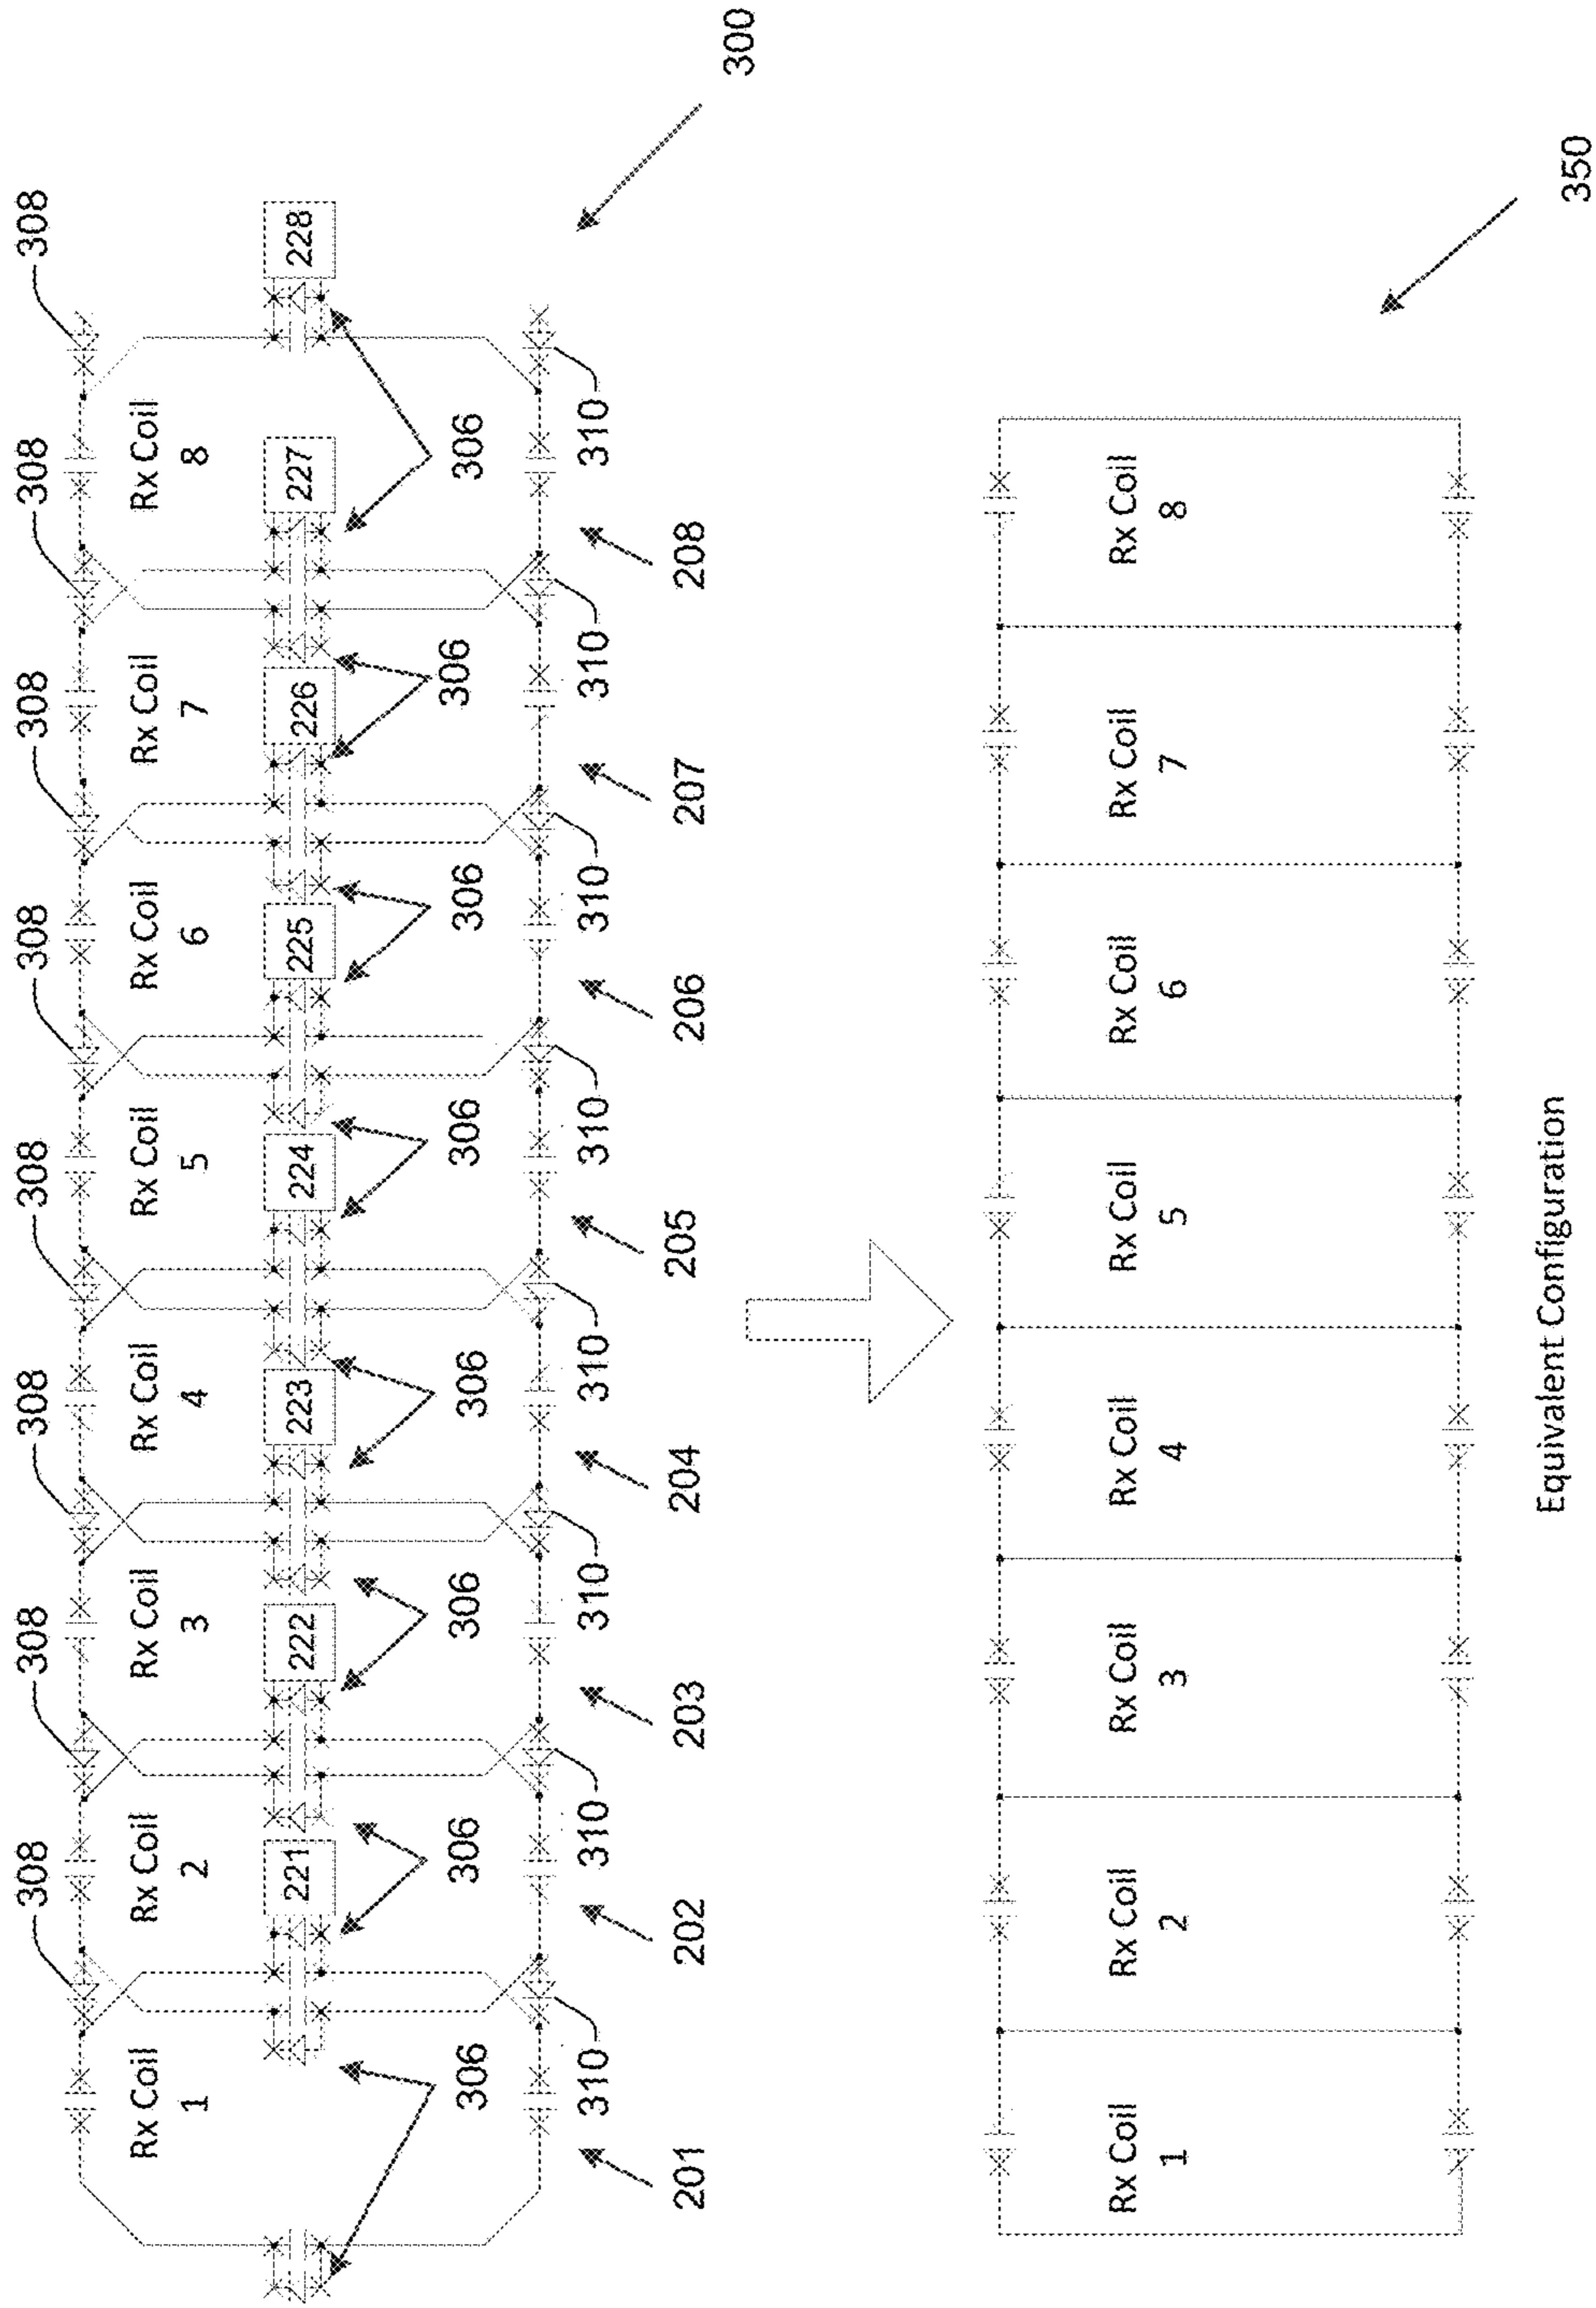 308 308 308 308 308 308 308 308
Rx Coil Rx Coil Rx Coil Rx Coil Rx Coil Rx Coil Rx Coil Rx Coil
1 2 3 4 5 6 7 8
221 222 223 224 225 226 227 228
306 306 306 306 306 306 306 306
310 310 310 310 310 310 310 310
201 202 203 204 205 206 207 208
300
Rx Coil Rx Coil Rx Coil Rx Coil Rx Coil Rx Coil Rx Coil Rx Coil
1 2 3 4 5 6 7 8
Equivalent Configuration
350